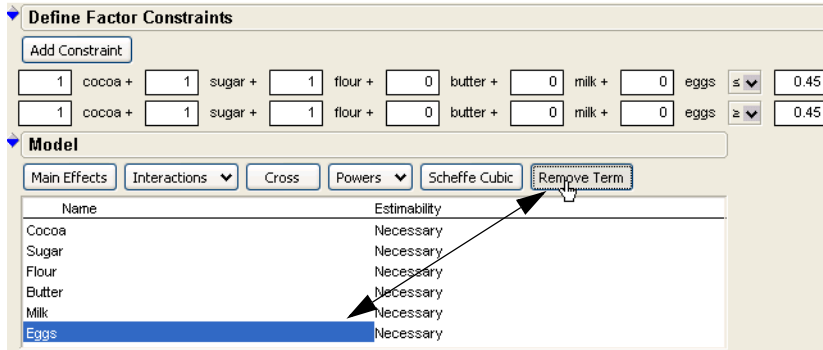 Define Factor Constraints
Add Constraint
1 cocoa + 1 sugar + 1 flour + 0 butter + 0 milk + 0 eggs ≤ 0.45
1 cocoa + 1 sugar + 1 flour + 0 butter + 0 milk + 0 eggs ≥ 0.45
Model
Main Effects Interactions Cross Powers Scheffe Cubic Remove Term
Name Estimability
Cocoa Necessary
Sugar Necessary
Flour Necessary
Butter Necessary
Milk Necessary
Eggs Necessary